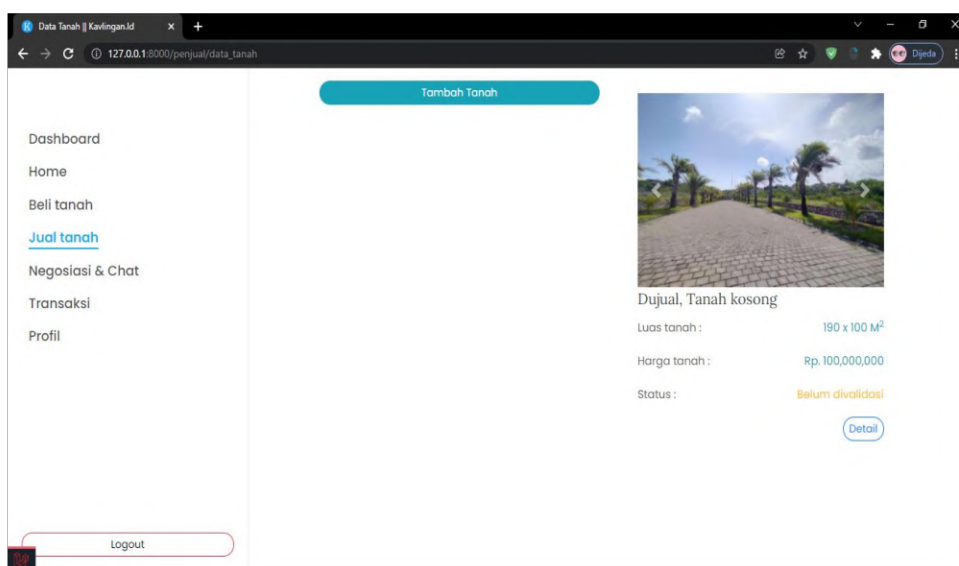 Data Tanah || Kavlingan.Id
127.0.0.1:8000/penjual/data_tanah
Dijeda
Tambah Tanah
Dashboard
Home
Beli tanah
Jual tanah
Negosiasi & Chat
Transaksi
Profil
Logout
Dujual, Tanah kosong
Luas tanah : 190 x 100 M²
Harga tanah : Rp. 100,000,000
Status : Belum divalidasi
Detail